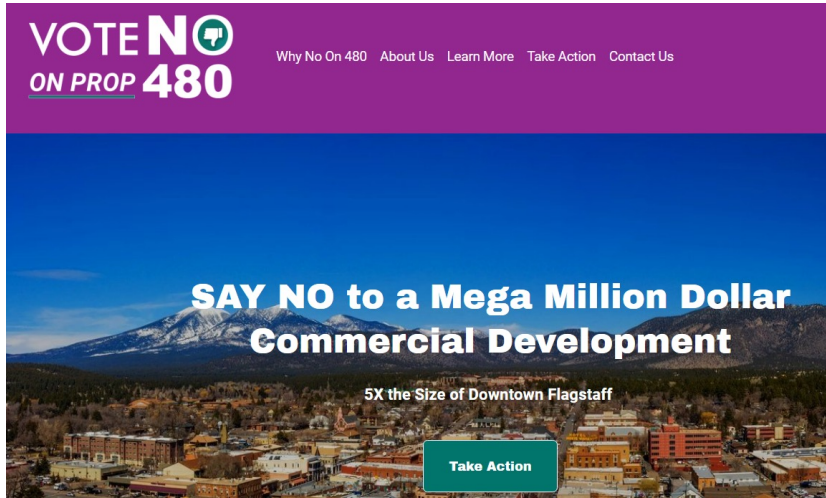 VOTE NO
ON PROP 480
Why No On 480 About Us Learn More Take Action Contact Us
SAY NO to a Mega Million Dollar
Commercial Development
5X the Size of Downtown Flagstaff
Take Action